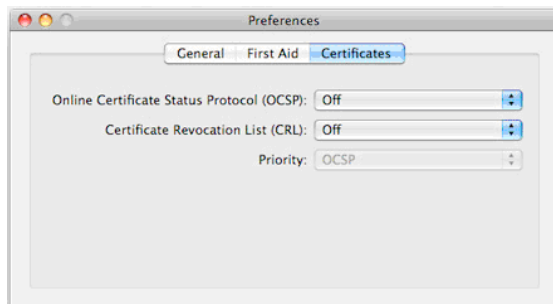 Preferences
General First Aid Certificates
Online Certificate Status Protocol (OCSP): Off
Certificate Revocation List (CRL): Off
Priority: OCSP